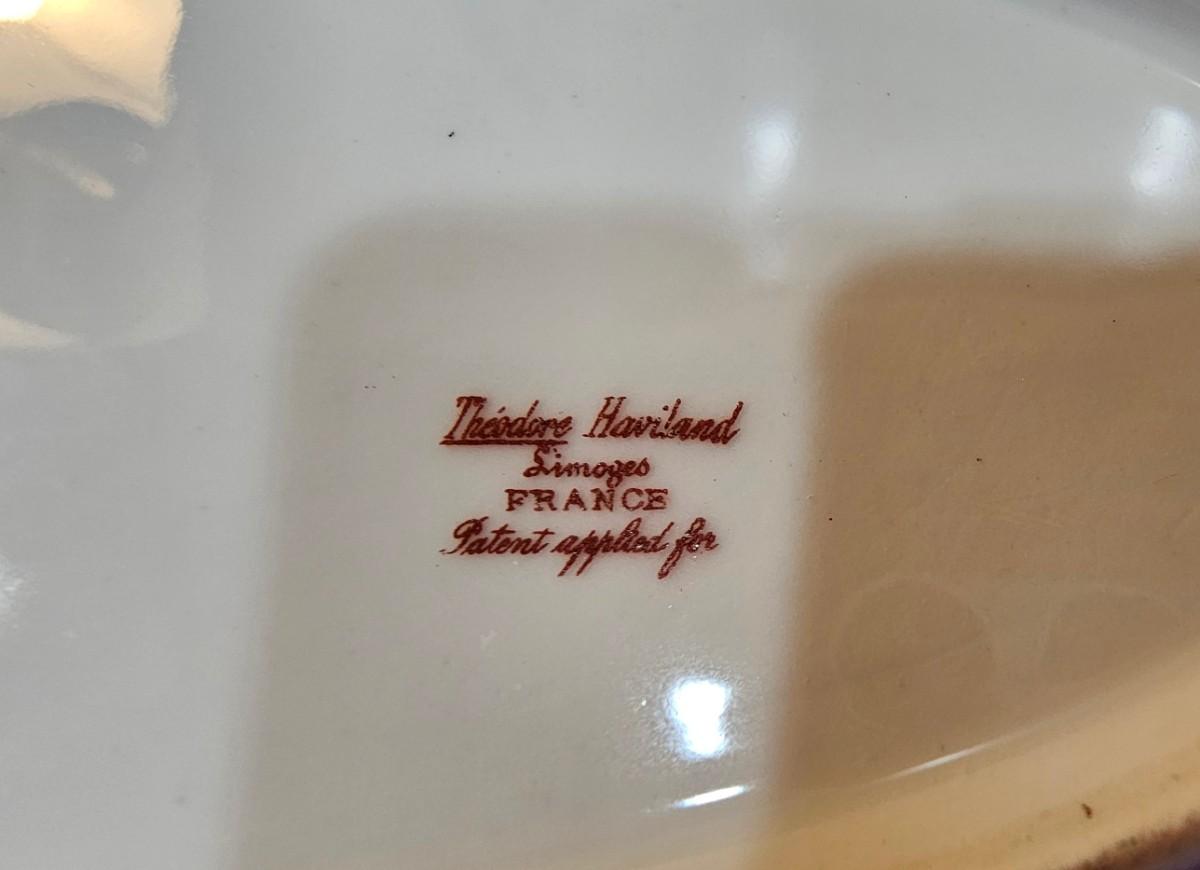 Théodore Haviland
Limoges
FRANCE
Patent applied for